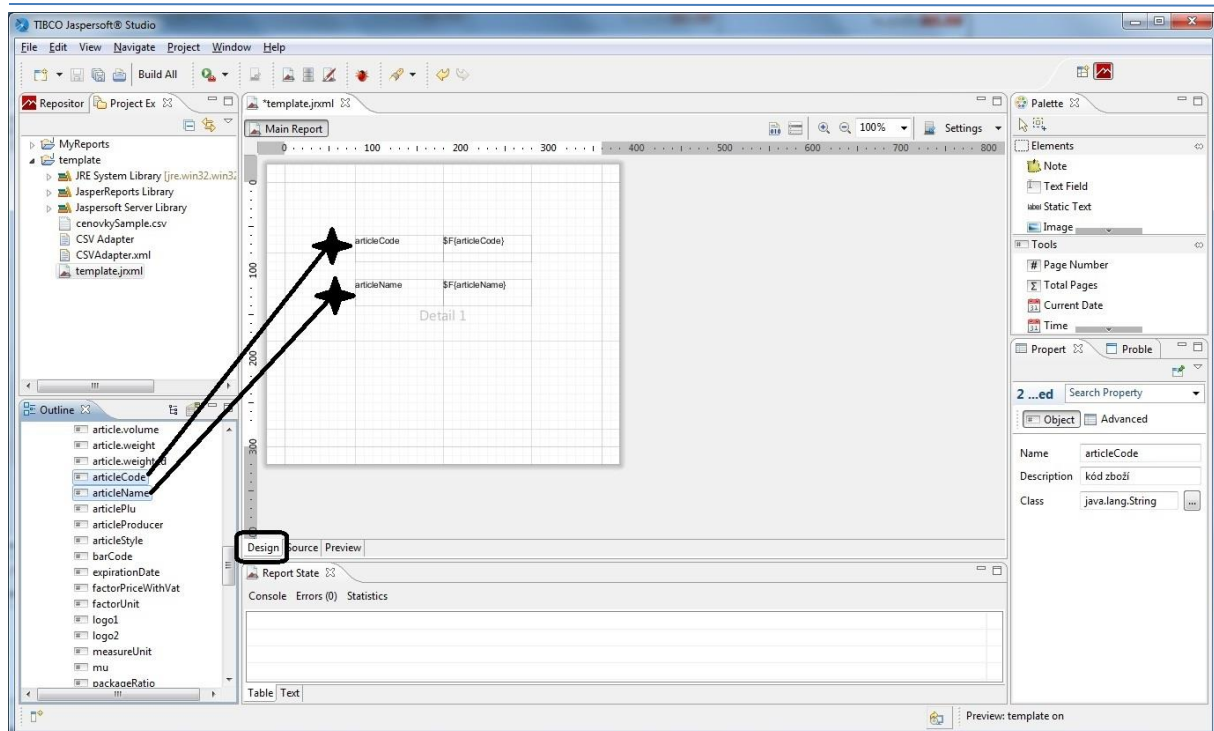 TIBCO Jaspersoft® Studio
File Edit View Navigate Project Window Help
Build All
Repositor Project Ex
MyReports
template
JRE System Library [jre.win32.win32
JasperReports Library
Jaspersoft Server Library
cenovkySample.csv
CSV Adapter
CSVAdapter.xml
template.jrxml
*template.jrxml
Main Report
100% Settings
0 100 200 300 400 500 600 700 800
0
100
200
300
articleCode $F{articleCode}
articleName $F{articleName}
Detail 1
Design Source Preview
Outline
article.volume
article.weight
article.weighted
articleCode
articleName
articlePlu
articleProducer
articleStyle
barCode
expirationDate
factorPriceWithVat
factorUnit
logo1
logo2
measureUnit
mu
packageRatio
Report State
Console Errors (0) Statistics
Table Text
Palette
Elements
Note
Text Field
label Static Text
Image
Tools
# Page Number
Σ Total Pages
Current Date
Time
Propert Proble
2 ...ed Search Property
Object Advanced
Name articleCode
Description kód zboží
Class java.lang.String ...
Preview: template on